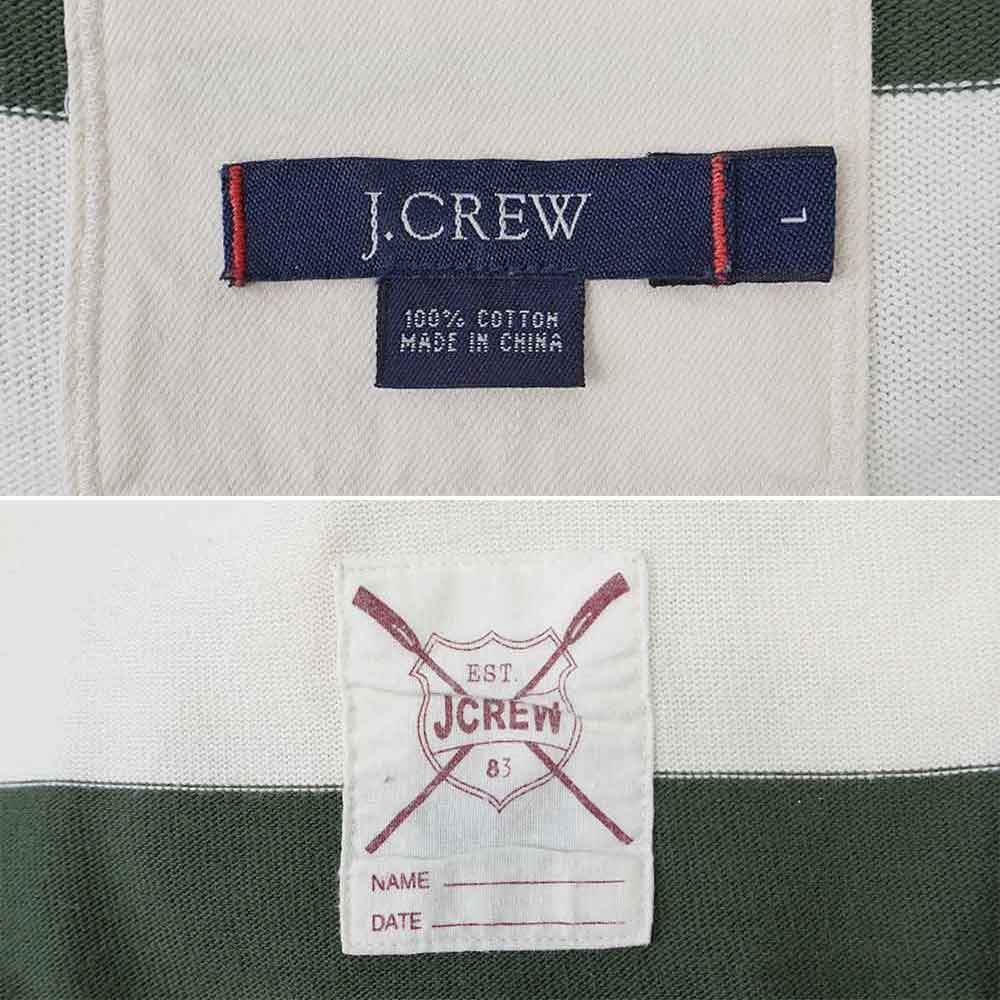 J.CREW
L
100% COTTON
MADE IN CHINA
EST.
JCREW
83
NAME
DATE